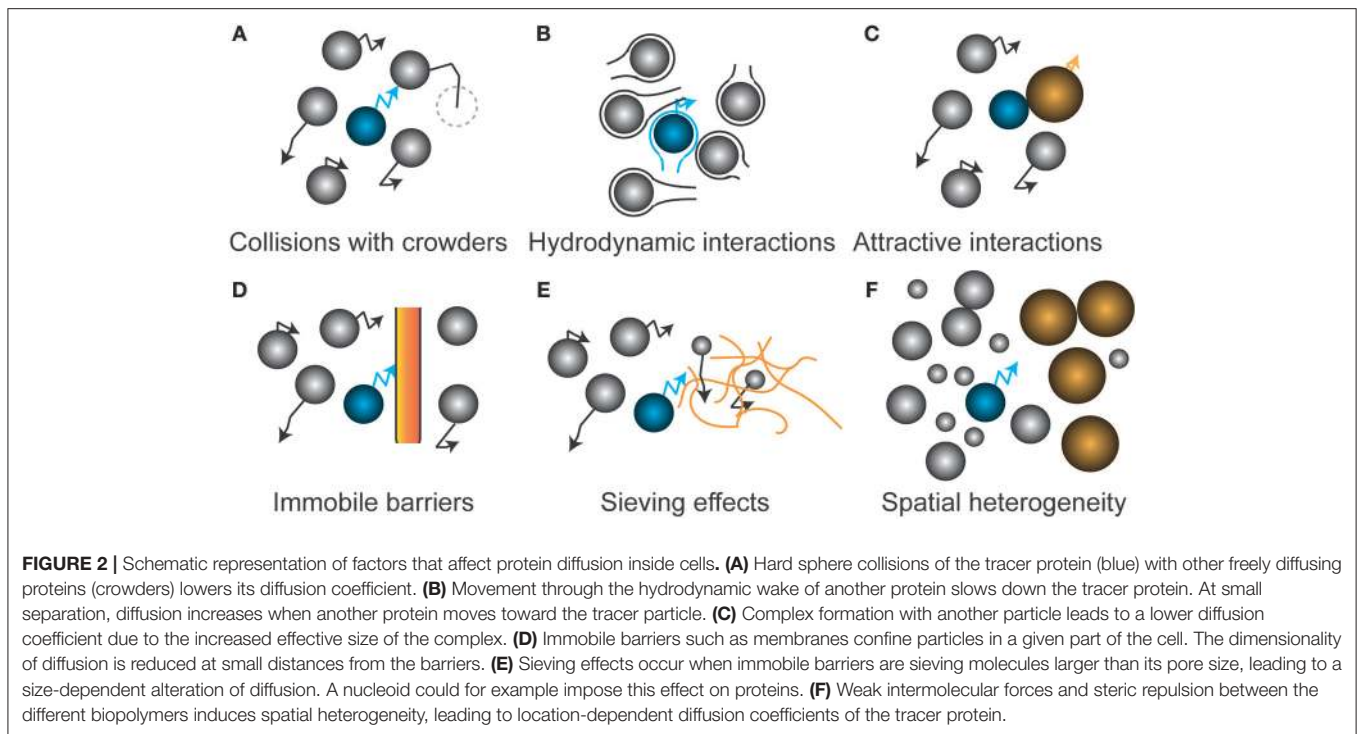 A
B
C
Collisions with crowders
Hydrodynamic interactions
Attractive interactions
D
E
F
Immobile barriers
Sieving effects
Spatial heterogeneity
FIGURE 2 | Schematic representation of factors that affect protein diffusion inside cells. (A) Hard sphere collisions of the tracer protein (blue) with other freely diffusing
proteins (crowders) lowers its diffusion coefficient. (B) Movement through the hydrodynamic wake of another protein slows down the tracer protein. At small
separation, diffusion increases when another protein moves toward the tracer particle. (C) Complex formation with another particle leads to a lower diffusion
coefficient due to the increased effective size of the complex. (D) Immobile barriers such as membranes confine particles in a given part of the cell. The dimensionality
of diffusion is reduced at small distances from the barriers. (E) Sieving effects occur when immobile barriers are sieving molecules larger than its pore size, leading to a
size-dependent alteration of diffusion. A nucleoid could for example impose this effect on proteins. (F) Weak intermolecular forces and steric repulsion between the
different biopolymers induces spatial heterogeneity, leading to location-dependent diffusion coefficients of the tracer protein.